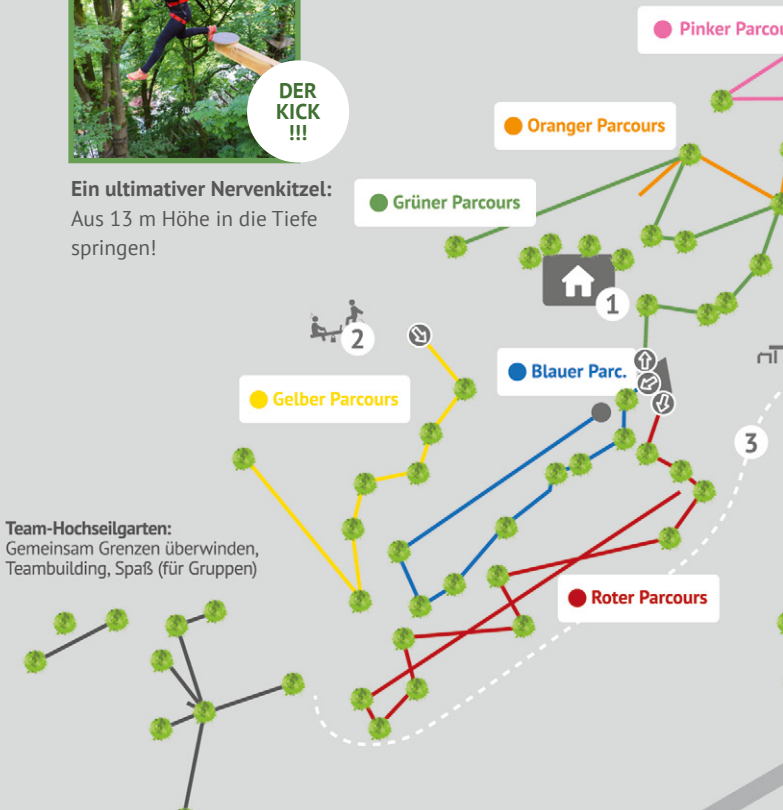 DER
KICK
!!!
Ein ultimativer Nervenkitzel:
Aus 13 m Höhe in die Tiefe
springen!
Pinker Parcou
Oranger Parcours
Grüner Parcours
1
2
Blauer Parc.
Gelber Parcours
3
Team-Hochseilgarten:
Gemeinsam Grenzen überwinden,
Teambuilding, Spaß (für Gruppen)
Roter Parcours